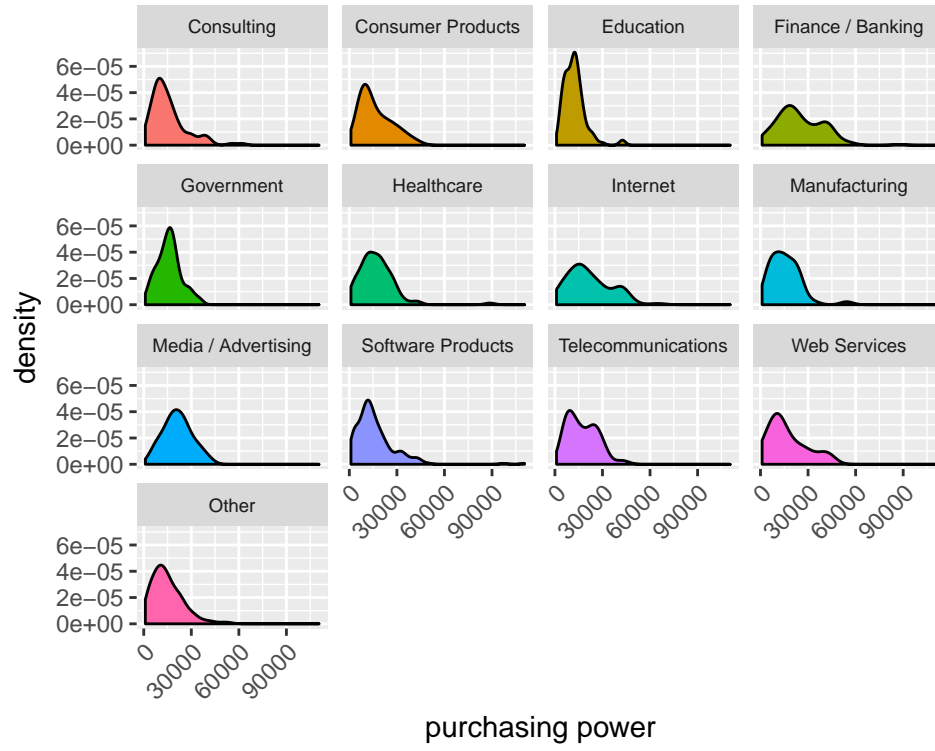 Consulting
Consumer Products
Education
Finance / Banking
6e−05
4e−05
2e−05
0e+00
Government
Healthcare
Internet
Manufacturing
6e−05
4e−05
2e−05
0e+00
density
Media / Advertising
Software Products
Telecommunications
Web Services
6e−05
4e−05
2e−05
0e+00
0
30000
60000
90000
0
30000
60000
90000
0
30000
60000
90000
Other
6e−05
4e−05
2e−05
0e+00
0
30000
60000
90000
purchasing power